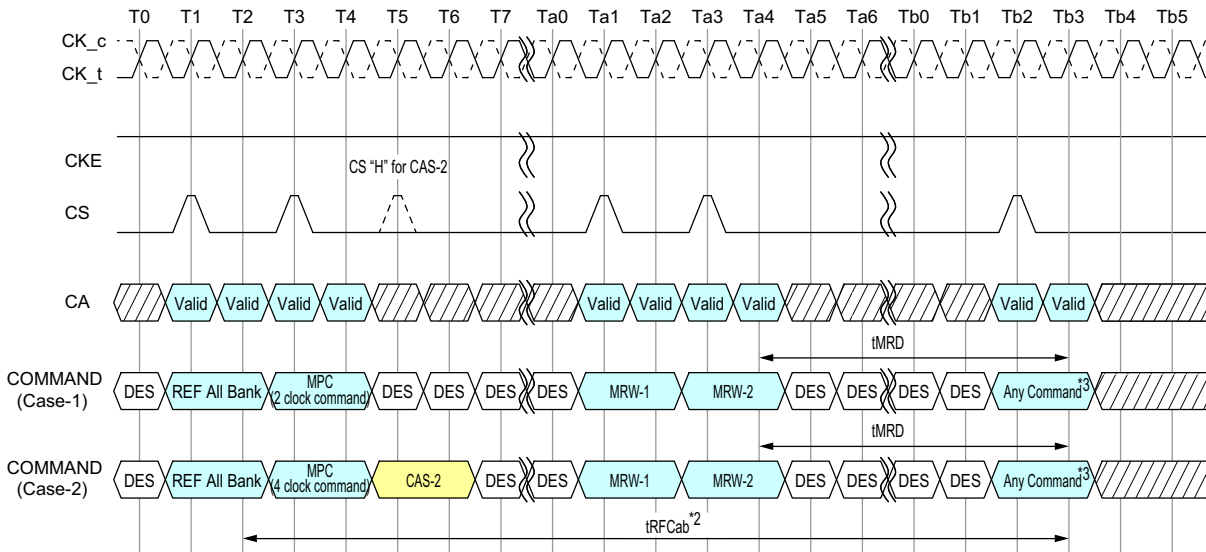 T0 T1 T2 T3 T4 T5 T6 T7 Ta0 Ta1 Ta2 Ta3 Ta4 Ta5 Ta6 Tb0 Tb1 Tb2 Tb3 Tb4 Tb5
CK_c
CK_t
CKE
CS "H" for CAS-2
CS
CA Valid Valid Valid Valid Valid Valid Valid Valid Valid Valid
tMRD
COMMAND
(Case-1)
DES REF All Bank MPC
(2 clock command) DES DES DES DES MRW-1 MRW-2 DES DES DES DES Any Command*3
tMRD
COMMAND
(Case-2)
DES REF All Bank MPC
(4 clock command) CAS-2 DES DES MRW-1 MRW-2 DES DES DES DES Any Command*3
tRFCab*2